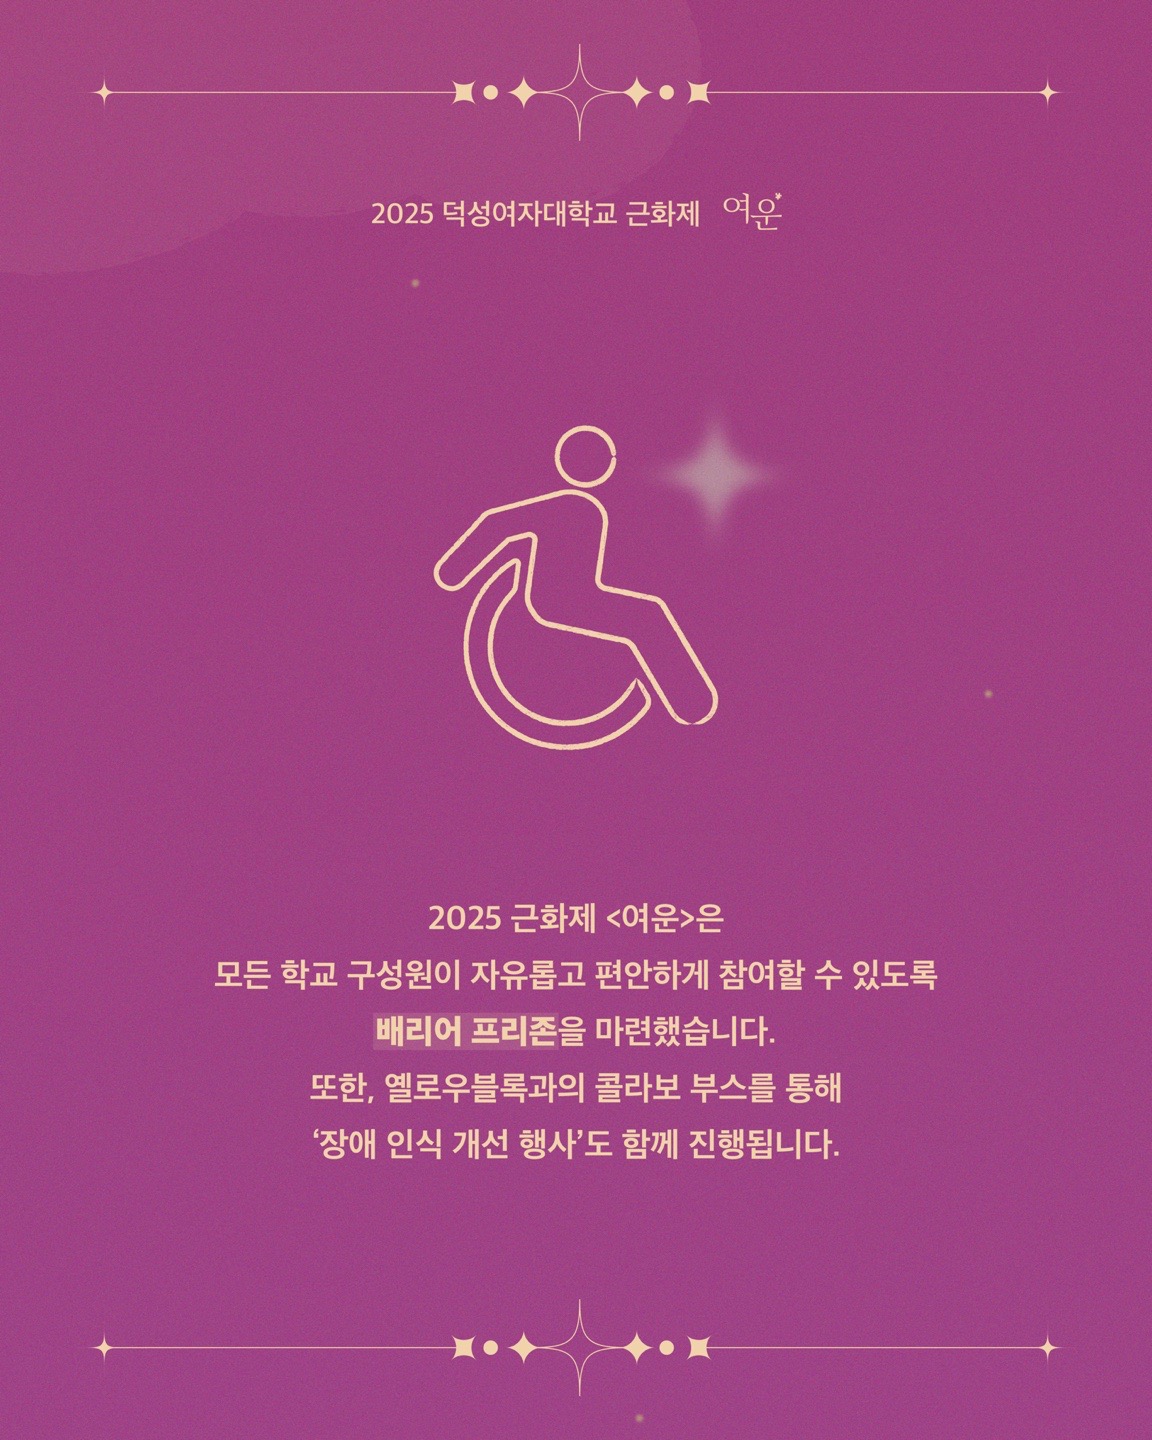 2025 덕성여자대학교 근화제 여운
2025 근화제 <여운>은
모든 학교 구성원이 자유롭고 편안하게 참여할 수 있도록
배리어 프리존을 마련했습니다.
또한, 옐로우블록과의 콜라보 부스를 통해
‘장애 인식 개선 행사’도 함께 진행됩니다.